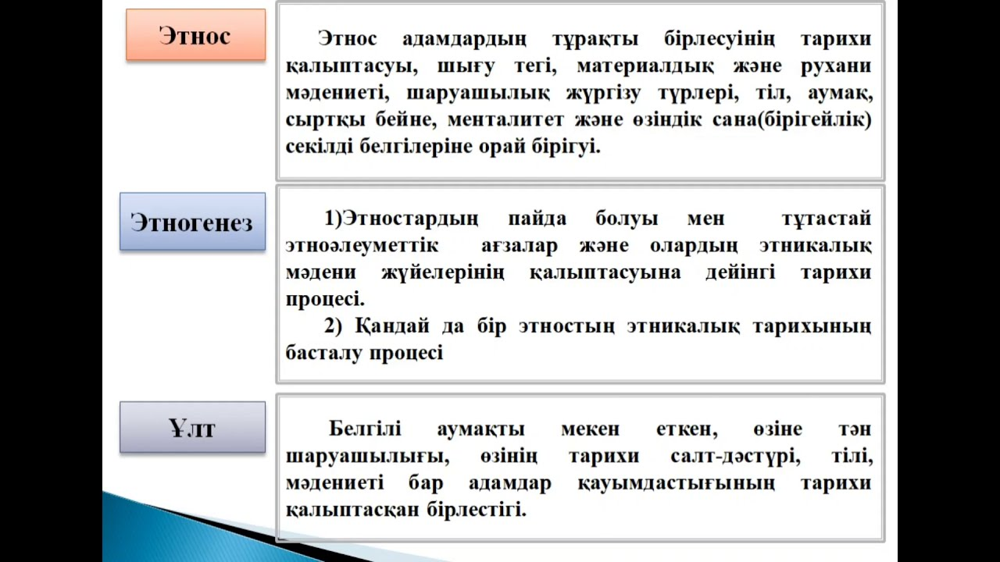 Этнос
Этнос адамдардың тұрақты бірлесуінің тарихи
қалыптасуы, шығу тегі, материалдық және рухани
мәдениеті, шаруашылық жүргізу түрлері, тіл, аумақ,
сыртқы бейне, менталитет және өзіндік сана(бірігейлік)
секілді белгілеріне орай бірігуі.
Этногенез
1)Этностардың пайда болуы мен тұтастай
этноәлеуметтік ағзалар және олардың этникалық
мәдени жүйелерінің қалыптасуына дейінгі тарихи
процесі.
2) Қандай да бір этностың этникалық тарихының
басталу процесі
Ұлт
Белгілі аумақты мекен еткен, өзіне тән
шаруашылығы, өзінің тарихи салт-дәстүрі, тілі,
мәдениеті бар адамдар қауымдастығының тарихи
қалыптасқан бірлестігі.